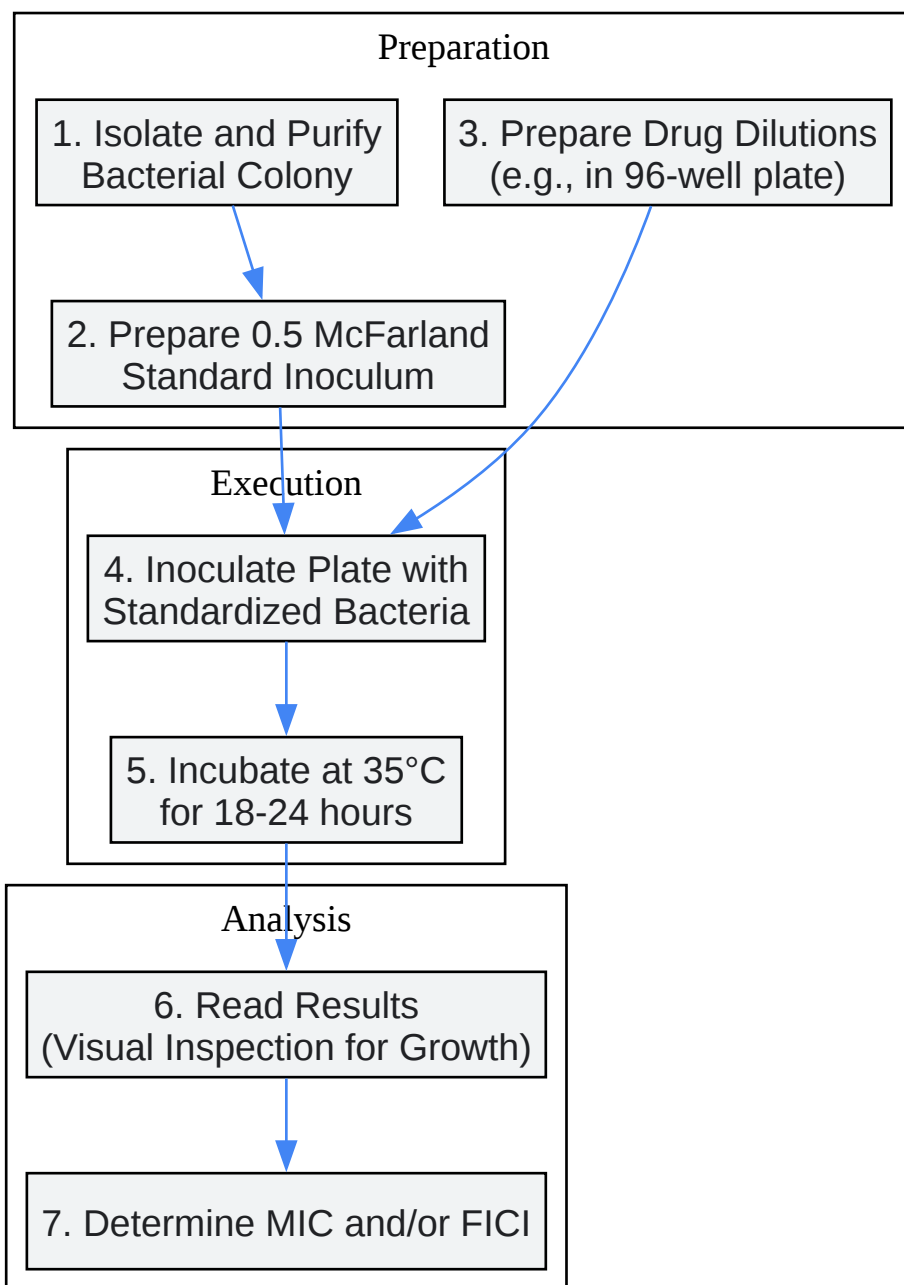 Preparation
1. Isolate and Purify
Bacterial Colony
3. Prepare Drug Dilutions
(e.g., in 96-well plate)
2. Prepare 0.5 McFarland
Standard Inoculum
Execution
4. Inoculate Plate with
Standardized Bacteria
5. Incubate at 35°C
for 18-24 hours
Analysis
6. Read Results
(Visual Inspection for Growth)
7. Determine MIC and/or FICI